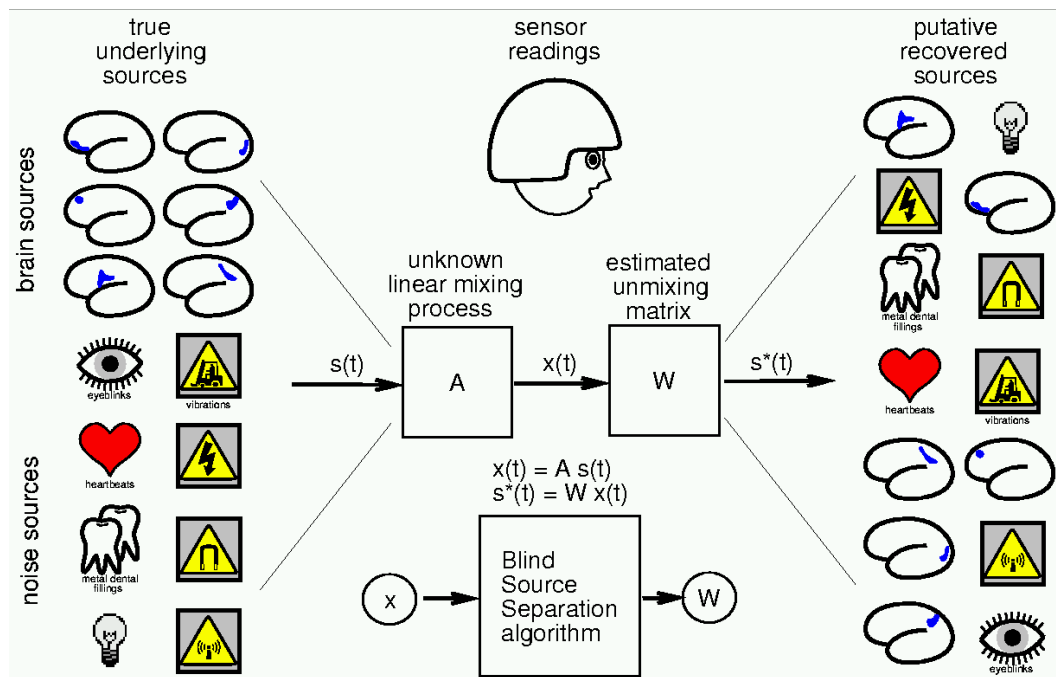 true
underlying
sources
sensor
readings
putative
recovered
sources
brain sources
noise sources
eyeblinks
vibrations
heartbeats
metal dental
fillings
unknown
linear mixing
process
estimated
unmixing
matrix
s(t)
A
x(t)
W
s*(t)
x(t) = A s(t)
s*(t) = W x(t)
x
Blind
Source
Separation
algorithm
W
metal dental
fillings
heartbeats
vibrations
eyeblinks